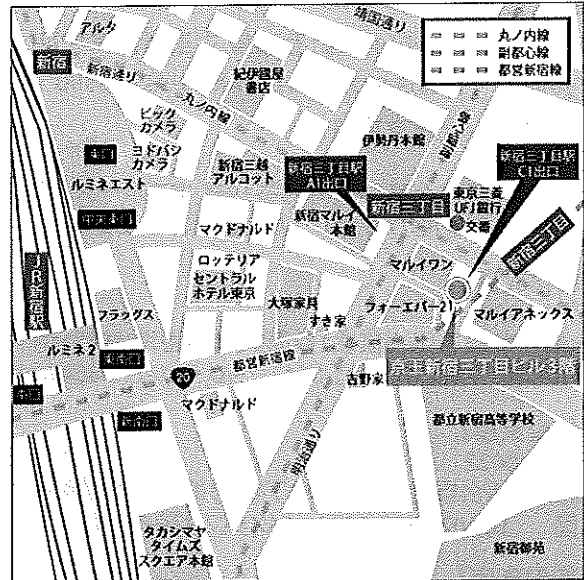 アルタ
靖国通り
丸ノ内線
副都心線
都営新宿線
新宿
新宿通り
紀伊國屋
書店
丸ノ内線
ビック
カメラ
伊勢丹本館
副都心線
ヨドバシ
カメラ
新宿三越
アルコット
新宿三丁目駅
A1出口
新宿三丁目駅
C1出口
ルミネエスト
新宿三丁目
東京三菱
UFJ銀行
交番
新宿マルイ
本館
中央東口
マクドナルド
新宿三丁目
ロッテリア
マルイワン
セントラル
ホテル東京
JR新宿駅
フラッグス
大塚家具
フォーエバー21
マルイアネックス
すき家
ルミネ2
都営新宿線
京王新宿三丁目ビル3階
20
吉野家
マクドナルド
都立新宿高等学校
明治通り
タカシマヤ
タイムズ
スクエア本館
新宿御苑